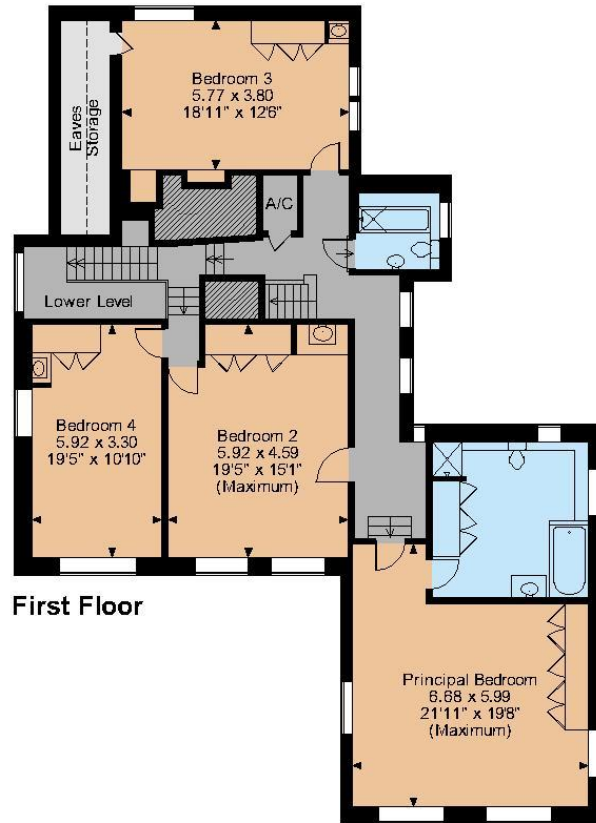 Bedroom 3
5.77 x 3.80
18'11" x 12'6"
Eaves
Storage
A/C
Lower Level
Bedroom 4
5.92 x 3.30
19'5" x 10'10"
Bedroom 2
5.92 x 4.59
19'5" x 15'1"
(Maximum)
First Floor
Principal Bedroom
6.68 x 5.99
21'11" x 19'8"
(Maximum)